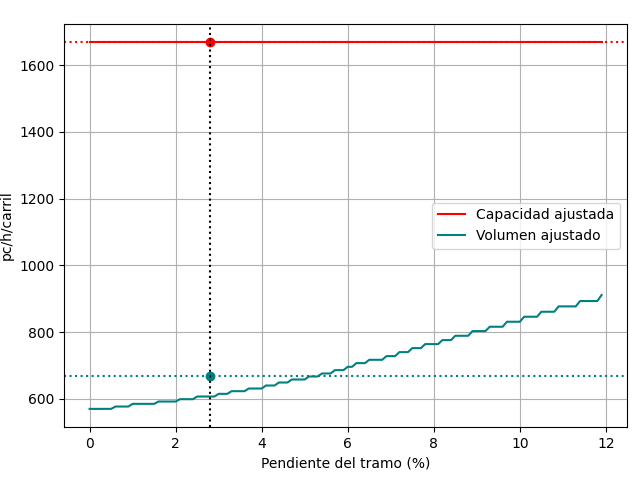 1600
1400
1200
1000
800
600
pc/h/carril
Capacidad ajustada
Volumen ajustado
0 2 4 6 8 10 12
Pendiente del tramo (%)